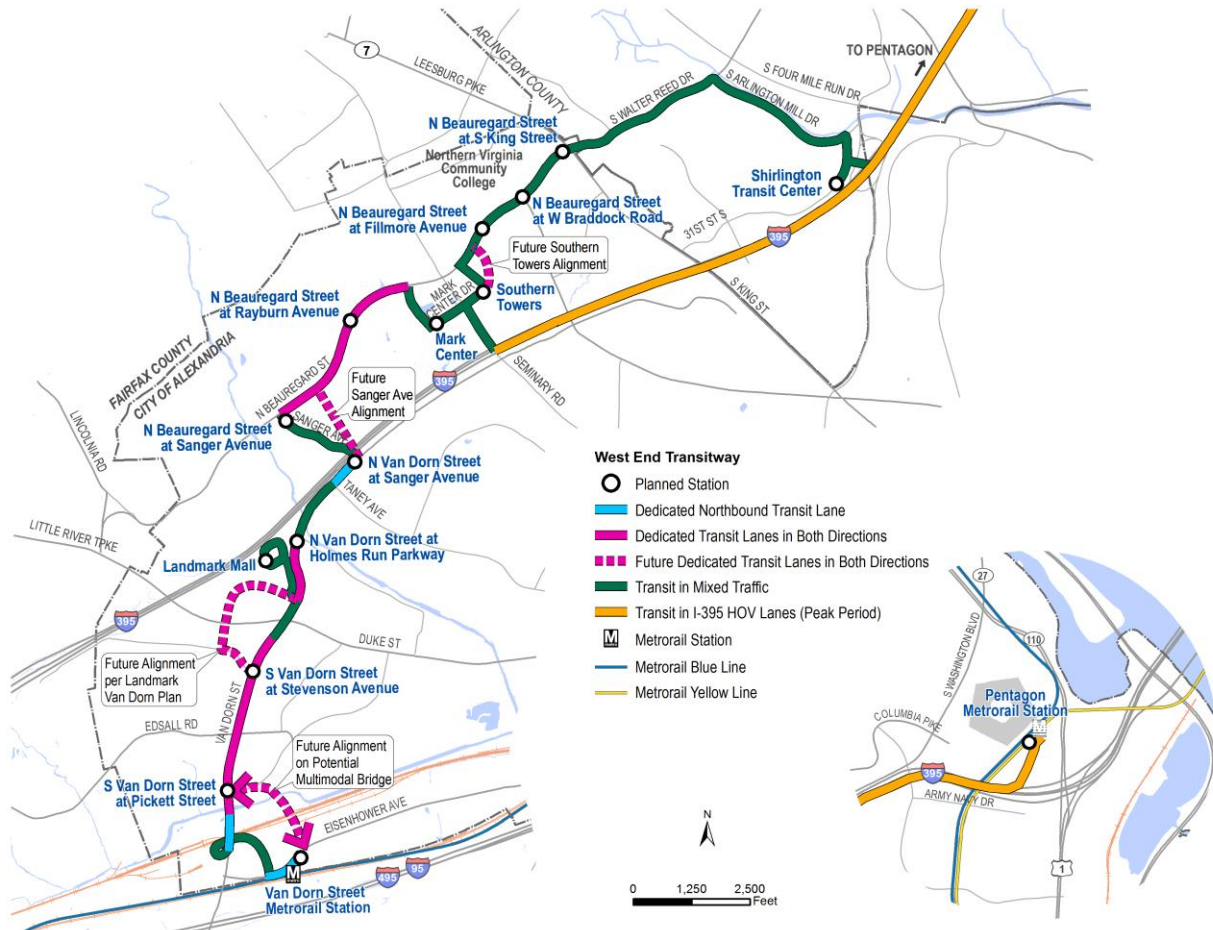 ARLINGTON COUNTY
7
LEESBURG PIKE
TO PENTAGON
S FOUR MILE RUN DR
S WALTER REED DR
S ARLINGTON MILL DR
N Beauregard Street
at S King Street
Northern Virginia
Community
College
Shirlington
Transit Center
N Beauregard Street
at W Braddock Road
N Beauregard Street
at Fillmore Avenue
31ST ST S
395
Future Southern
Towers Alignment
S KING ST
MARK
CENTER DR
Southern
Towers
N Beauregard Street
at Rayburn Avenue
Mark
Center
FAIRFAX COUNTY
CITY OF ALEXANDRIA
395
SEMINARY RD
N BEAUREGARD ST
Future
Sanger Ave
Alignment
LINCOLNIA RD
SANGER AVE
N Beauregard Street
at Sanger Avenue
N Van Dorn Street
at Sanger Avenue
TANEY AVE
LITTLE RIVER TPKE
N Van Dorn Street at
Holmes Run Parkway
Landmark Mall
395
DUKE ST
Future Alignment
per Landmark
Van Dorn Plan
S Van Dorn Street
at Stevenson Avenue
VAN DORN ST
EDSALL RD
Future Alignment
on Potential
Multimodal Bridge
S Van Dorn Street
at Pickett Street
EISENHOWER AVE
M
495
95
Van Dorn Street
Metrorail Station
West End Transitway
Planned Station
Dedicated Northbound Transit Lane
Dedicated Transit Lanes in Both Directions
Future Dedicated Transit Lanes in Both Directions
Transit in Mixed Traffic
Transit in I-395 HOV Lanes (Peak Period)
M
Metrorail Station
Metrorail Blue Line
Metrorail Yellow Line
N
0 1,250 2,500
Feet
27
110
S WASHINGTON BLVD
Pentagon
Metrorail Station
M
COLUMBIA PIKE
395
ARMY NAVY DR
1